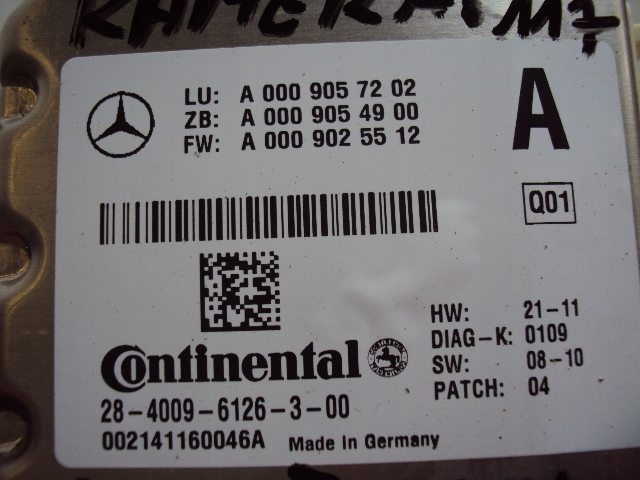 KAMERA M1
LU: A 000 905 72 02
ZB: A 000 905 49 00
FW: A 000 902 55 12
A
Q01
HW: 21-11
DIAG-K: 0109
SW: 08-10
PATCH: 04
Continental
28-4009-6126-3-00
002141160046A Made in Germany